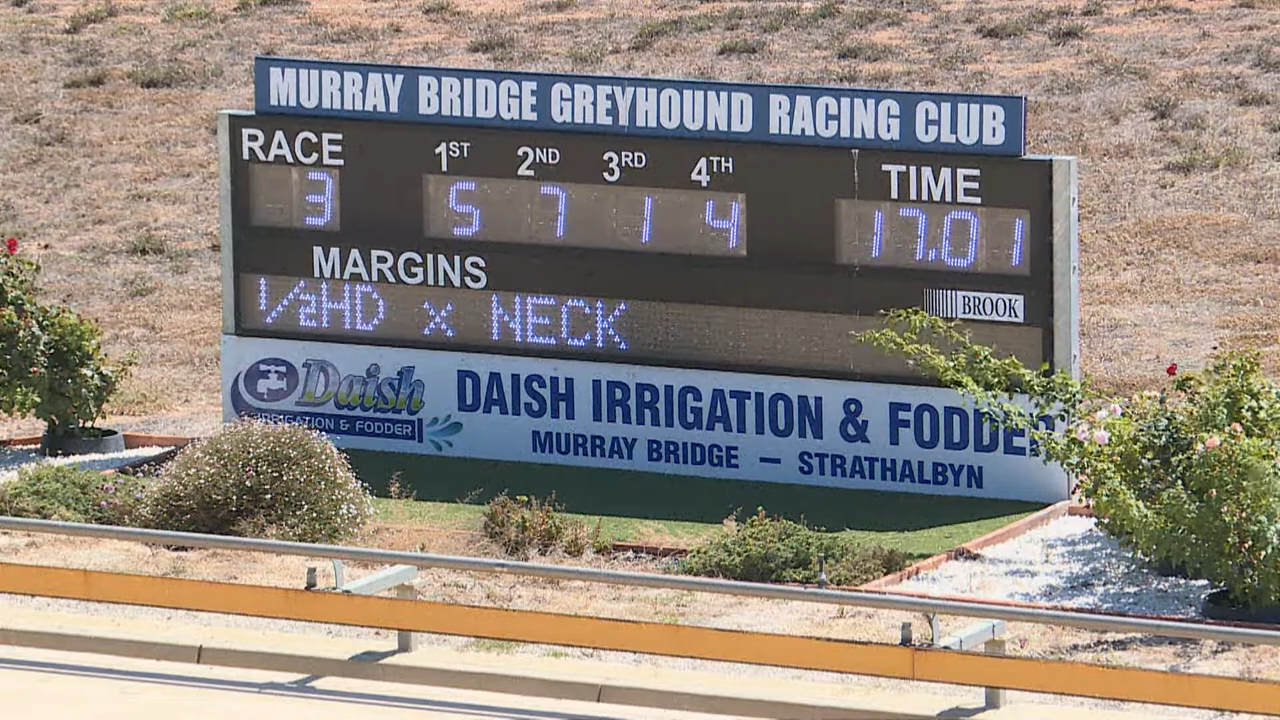 MURRAY BRIDGE GREYHOUND RACING CLUB
RACE 1ST 2ND 3RD 4TH TIME
3 5 7 1 4 17.01
MARGINS
1/2HD x NECK
BROOK
Daish
IRRIGATION & FODDER
DAISH IRRIGATION & FODDER
MURRAY BRIDGE — STRATHALBYN